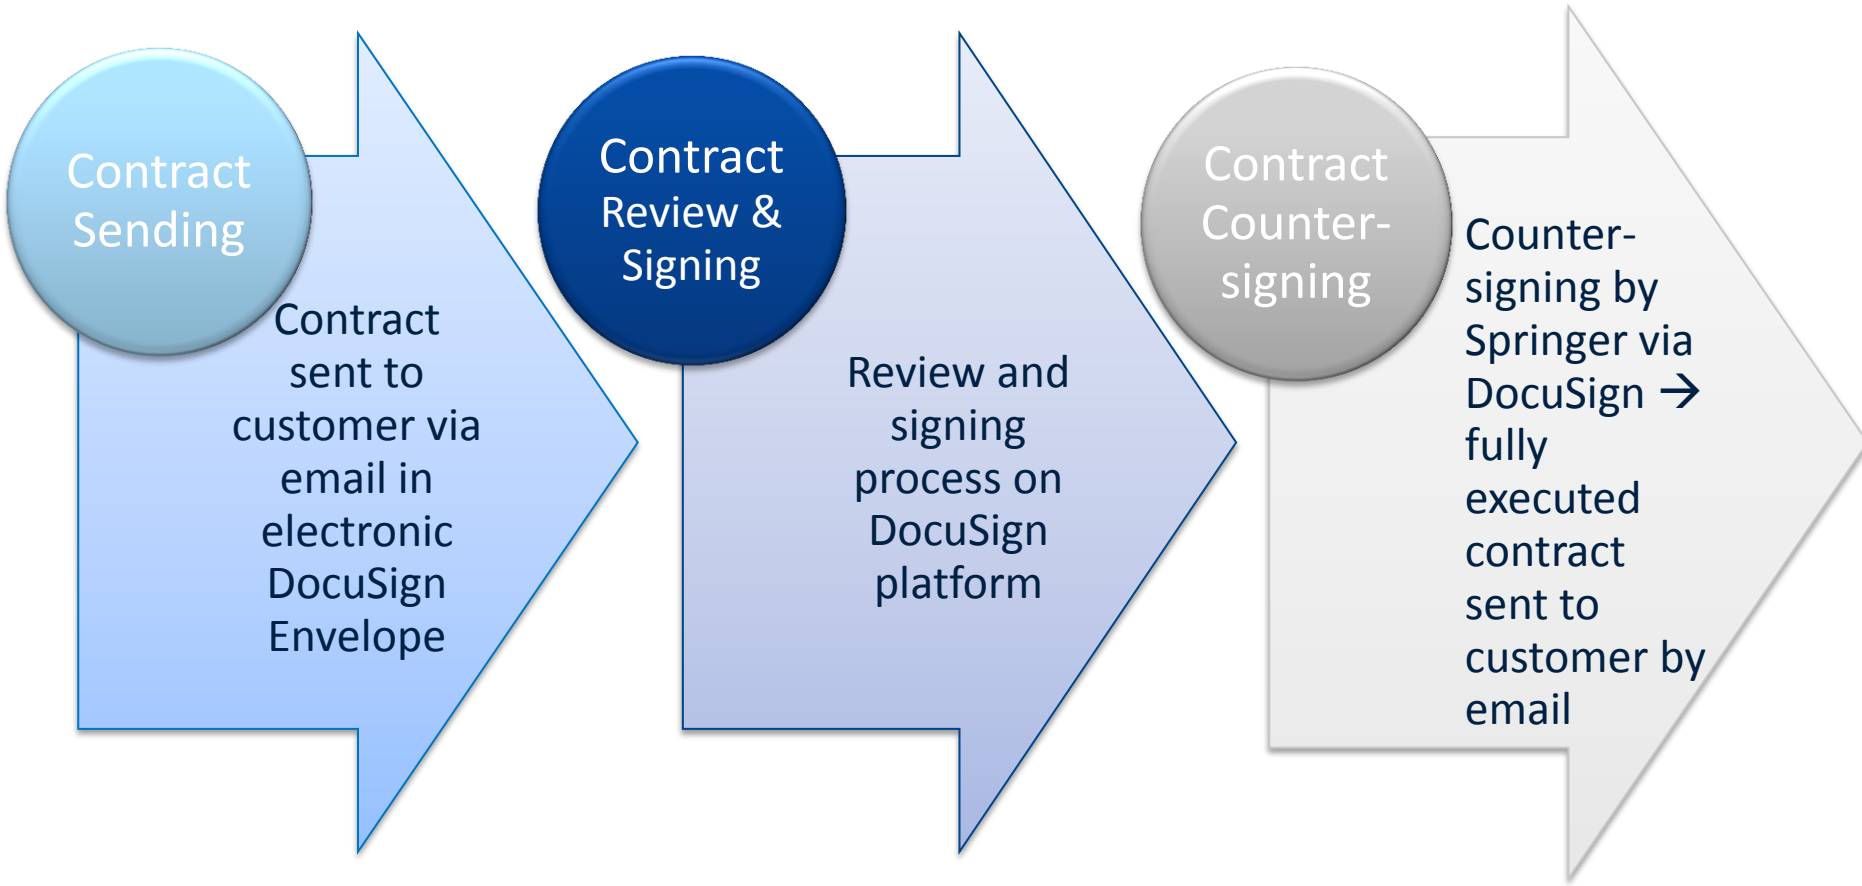 Contract
Sending
Contract
sent to
customer via
email in
electronic
DocuSign
Envelope
Contract
Review &
Signing
Review and
signing
process on
DocuSign
platform
Contract
Counter-
signing
Counter-
signing by
Springer via
DocuSign →
fully
executed
contract
sent to
customer by
email